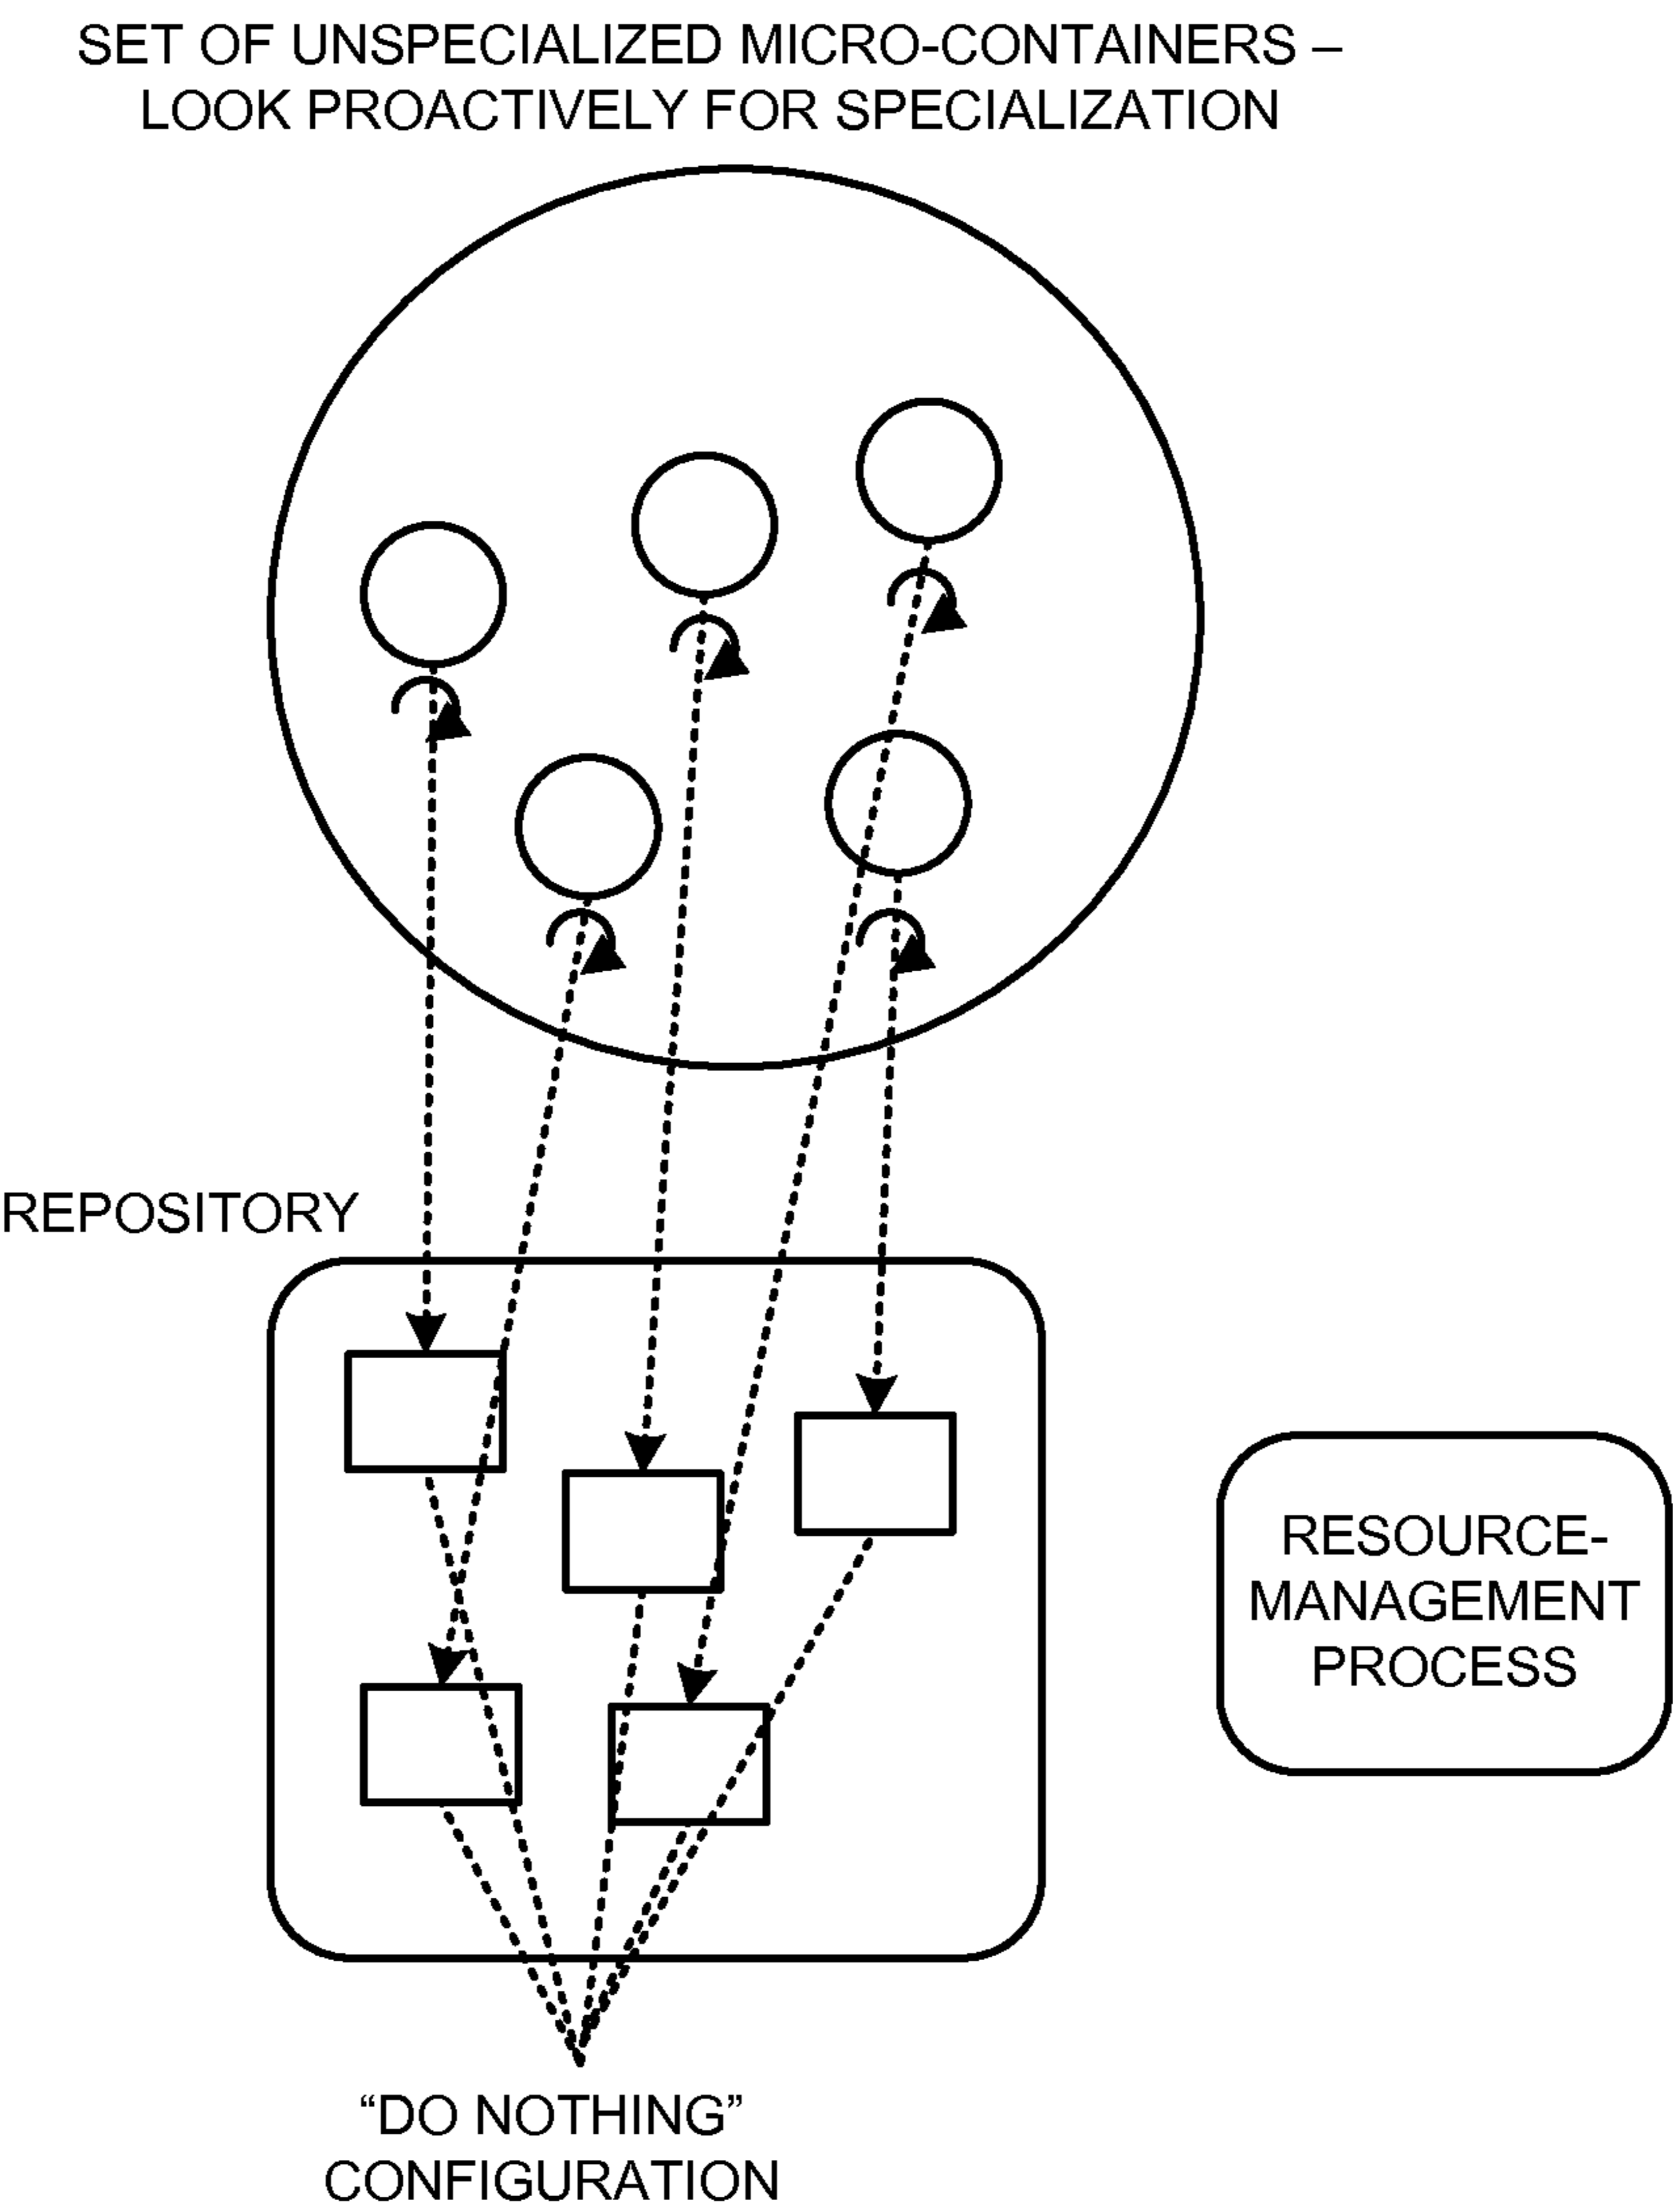 SET OF UNSPECIALIZED MICRO-CONTAINERS –
LOOK PROACTIVELY FOR SPECIALIZATION
REPOSITORY
RESOURCE-
MANAGEMENT
PROCESS
“DO NOTHING”
CONFIGURATION